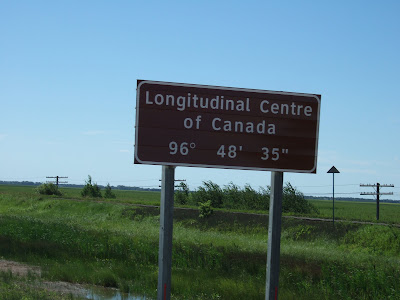 Longitudinal Centre
of Canada
96° 48' 35"